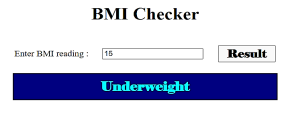 BMI Checker
Enter BMI reading : 15 Result
Underweight